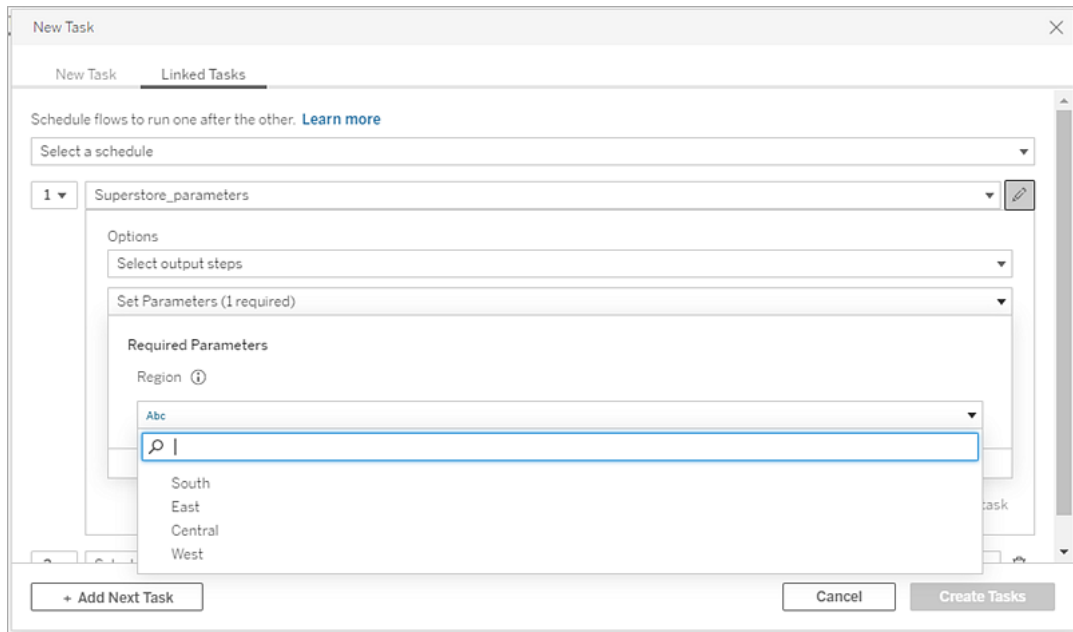 New Task
New Task Linked Tasks
Schedule flows to run one after the other. Learn more
Select a schedule
1 Superstore_parameters
Options
Select output steps
Set Parameters (1 required)
Required Parameters
Region
Abc
South
East
task
Central
West
+ Add Next Task Cancel Create Tasks